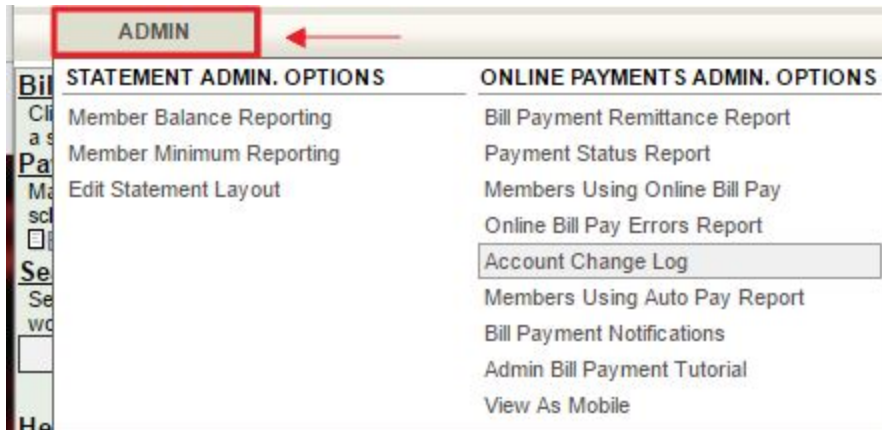 ADMIN
STATEMENT ADMIN. OPTIONS
Member Balance Reporting
Member Minimum Reporting
Edit Statement Layout
ONLINE PAYMENTS ADMIN. OPTIONS
Bill Payment Remittance Report
Payment Status Report
Members Using Online Bill Pay
Online Bill Pay Errors Report
Account Change Log
Members Using Auto Pay Report
Bill Payment Notifications
Admin Bill Payment Tutorial
View As Mobile